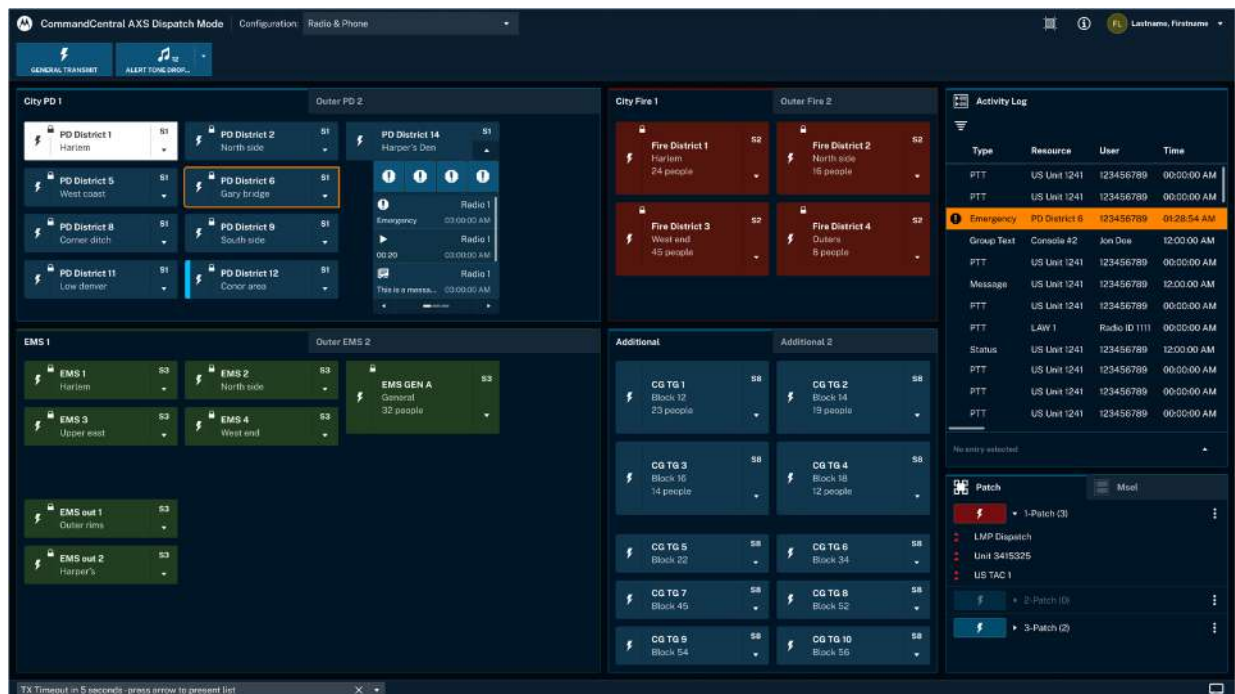 CommandCentral AXS Dispatch Mode Configuration: Radio & Phone
FL Lastname, Firstname
GENERAL TRANSMIT
12
ALERT TONE DROP...
City PD 1
Outer PD 2
PD District 1 S1
Harlem
PD District 2 S1
North side
PD District 14 S1
Harper's Den
PD District 5 S1
West coast
PD District 6 S1
Gary bridge
PD District 8 S1
Corner ditch
PD District 9 S1
South side
PD District 11 S1
Low denver
PD District 12 S1
Conor area
Radio 1
Emergency 03:00:00 AM
Radio 1
00:20 03:00:00 AM
Radio 1
This is a messa... 03:00:00 AM
City Fire 1
Outer Fire 2
Fire District 1 S2
Harlem
24 people
Fire District 2 S2
North side
16 people
Fire District 3 S2
West end
45 people
Fire District 4 S2
Outers
8 people
EMS 1
Outer EMS 2
EMS 1 S3
Harlem
EMS 2 S3
North side
EMS GEN A S3
General
32 people
EMS 3 S3
Upper east
EMS 4 S3
West end
EMS out 1 S3
Outer rims
EMS out 2 S3
Harper's
Additional
Additional 2
CG TG 1 S8
Block 12
23 people
CG TG 2 S8
Block 14
19 people
CG TG 3 S8
Block 16
14 people
CG TG 4 S8
Block 18
12 people
CG TG 5 S8
Block 22
CG TG 6 S8
Block 34
CG TG 7 S8
Block 45
CG TG 8 S8
Block 52
CG TG 9 S8
Block 54
CG TG 10 S8
Block 56
Activity Log
Type Resource User Time
PTT US Unit 1241 123456789 00:00:00 AM
PTT US Unit 1241 123456789 00:00:00 AM
Emergency PD District 6 123456789 01:28:54 AM
Group Text Console #2 Jon Doe 12:00:00 AM
PTT US Unit 1241 123456789 00:00:00 AM
Message US Unit 1241 123456789 12:00:00 AM
PTT US Unit 1241 123456789 00:00:00 AM
PTT LAW 1 Radio ID 1111 00:00:00 AM
Status US Unit 1241 123456789 12:00:00 AM
PTT US Unit 1241 123456789 00:00:00 AM
PTT US Unit 1241 123456789 00:00:00 AM
PTT US Unit 1241 123456789 00:00:00 AM
No entry selected
Patch
Msel
1-Patch (3)
LMP Dispatch
Unit 3415325
US TAC 1
2-Patch (0)
3-Patch (2)
TX Timeout in 5 seconds - press arrow to present list